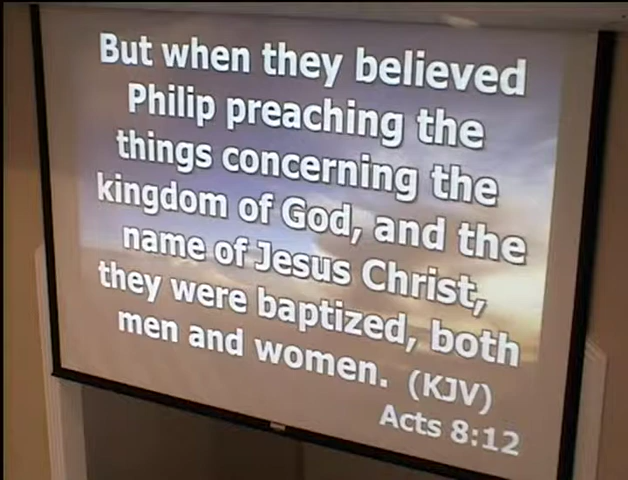 But when they believed
Philip preaching the
things concerning the
kingdom of God, and the
name of Jesus Christ,
they were baptized, both
men and women. (KJV)
Acts 8:12